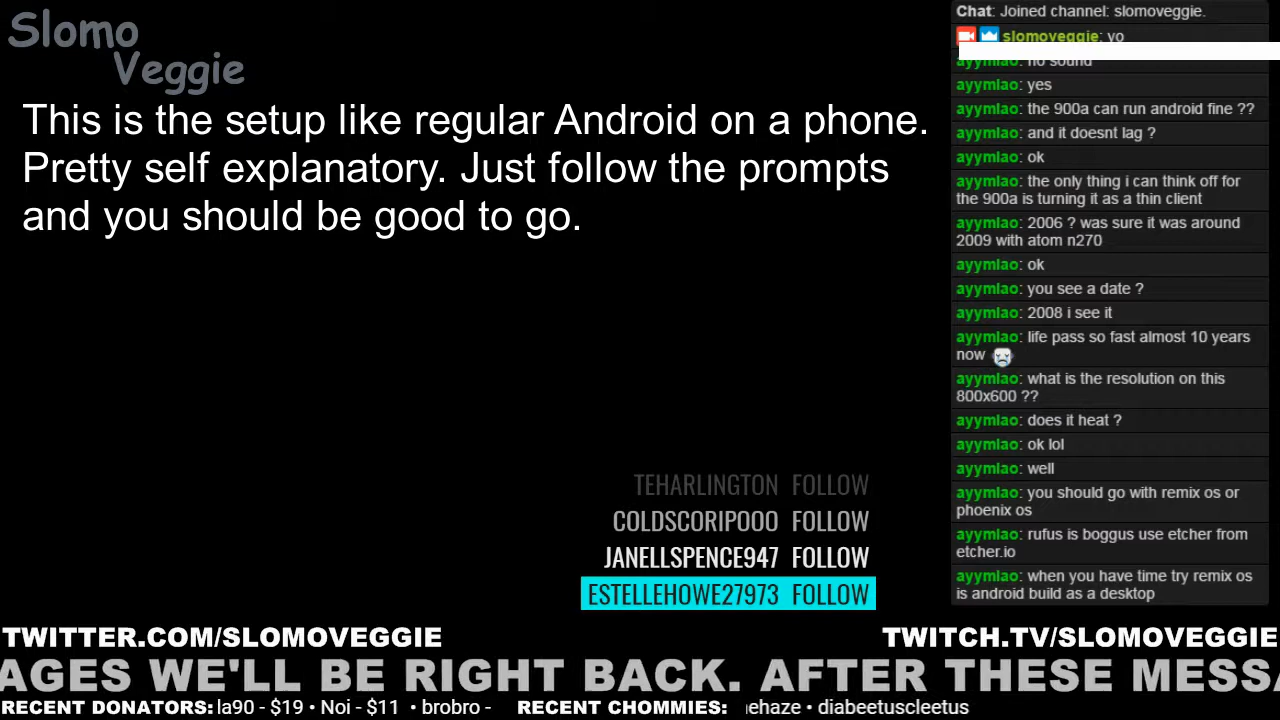 Slomo
Veggie
This is the setup like regular Android on a phone.
Pretty self explanatory. Just follow the prompts
and you should be good to go.
TEHARLINGTON FOLLOW
COLDSCORIPOOO FOLLOW
JANELLSPENCE947 FOLLOW
ESTELLEHOWE27973 FOLLOW
Chat: Joined channel: slomoveggie.
slomoveggie: yo
ayymlao: no sound
ayymlao: yes
ayymlao: the 900a can run android fine ??
ayymlao: and it doesnt lag ?
ayymlao: ok
ayymlao: the only thing i can think off for
the 900a is turning it as a thin client
ayymlao: 2006 ? was sure it was around
2009 with atom n270
ayymlao: ok
ayymlao: you see a date ?
ayymlao: 2008 i see it
ayymlao: life pass so fast almost 10 years
now
ayymlao: what is the resolution on this
800x600 ??
ayymlao: does it heat ?
ayymlao: ok lol
ayymlao: well
ayymlao: you should go with remix os or
phoenix os
ayymlao: rufus is boggus use etcher from
etcher.io
ayymlao: when you have time try remix os
is android build as a desktop
TWITTER.COM/SLOMOVEGGIE
TWITCH.TV/SLOMOVEGGIE
AGES WE'LL BE RIGHT BACK. AFTER THESE MESSA
RECENT DONATORS: la90 - $19 • Noi - $11 • brobro -
RECENT CHOMMIES: ehaze • diabeetuscleetus